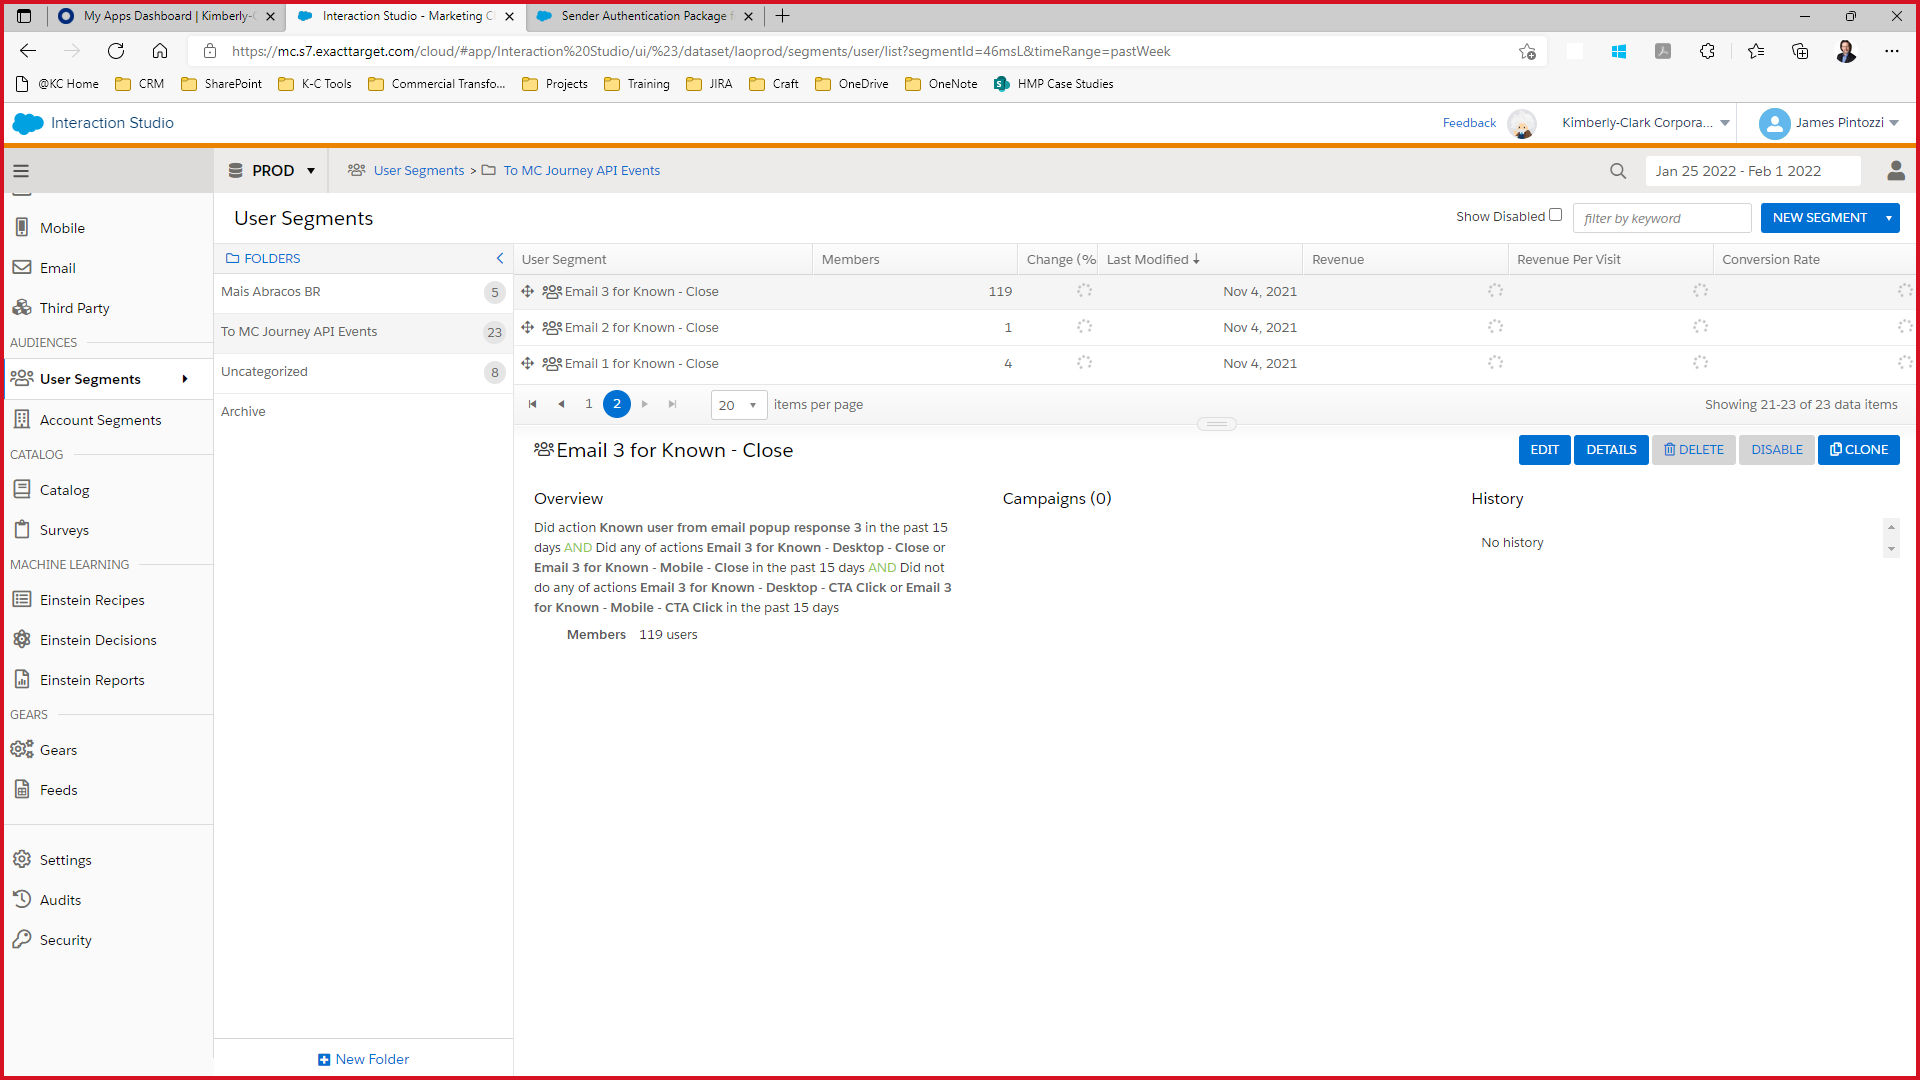 My Apps Dashboard | Kimberly-C
Interaction Studio - Marketing Cl
Sender Authentication Package f
https://mc.s7.exacttarget.com/cloud/#app/Interaction%20Studio/ui/%23/dataset/laoprod/segments/user/list?segmentId=46msL&timeRange=pastWeek
@KC Home CRM SharePoint K-C Tools Commercial Transfo... Projects Training JIRA Craft OneDrive OneNote HMP Case Studies
Interaction Studio
Feedback Kimberly-Clark Corpora... James Pintozzi
PROD User Segments > To MC Journey API Events Jan 25 2022 - Feb 1 2022
Mobile
Email
Third Party
AUDIENCES
User Segments
Account Segments
CATALOG
Catalog
Surveys
MACHINE LEARNING
Einstein Recipes
Einstein Decisions
Einstein Reports
GEARS
Gears
Feeds
Settings
Audits
Security
User Segments
Show Disabled filter by keyword NEW SEGMENT
FOLDERS
Mais Abracos BR 5
To MC Journey API Events 23
Uncategorized 8
Archive
New Folder
User Segment Members Change (% Last Modified Revenue Revenue Per Visit Conversion Rate
Email 3 for Known - Close 119 Nov 4, 2021
Email 2 for Known - Close 1 Nov 4, 2021
Email 1 for Known - Close 4 Nov 4, 2021
1 2 20 items per page Showing 21-23 of 23 data items
Email 3 for Known - Close
EDIT DETAILS DELETE DISABLE CLONE
Overview
Did action Known user from email popup response 3 in the past 15
days AND Did any of actions Email 3 for Known - Desktop - Close or
Email 3 for Known - Mobile - Close in the past 15 days AND Did not
do any of actions Email 3 for Known - Desktop - CTA Click or Email 3
for Known - Mobile - CTA Click in the past 15 days
Members 119 users
Campaigns (0)
History
No history